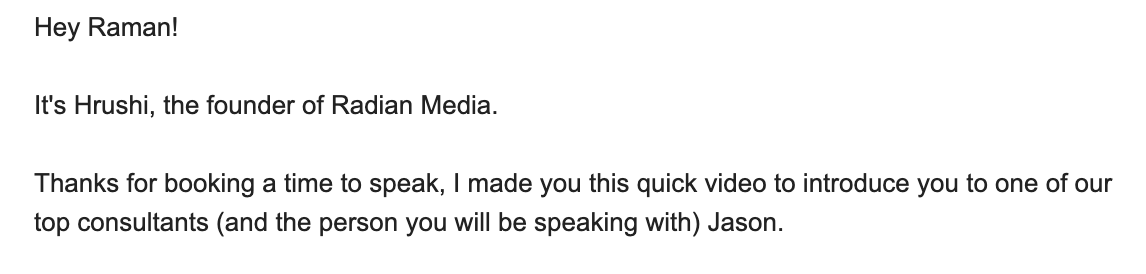 Hey Raman!
It's Hrushi, the founder of Radian Media.
Thanks for booking a time to speak, I made you this quick video to introduce you to one of our
top consultants (and the person you will be speaking with) Jason.